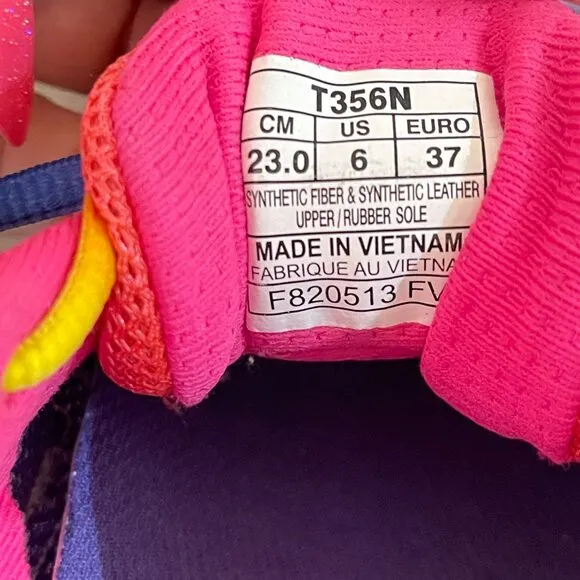 T356N
CM US EURO
23.0 6 37
SYNTHETIC FIBER & SYNTHETIC LEATHER
UPPER/RUBBER SOLE
MADE IN VIETNAM
FABRIQUE AU VIETNA
F820513 FV